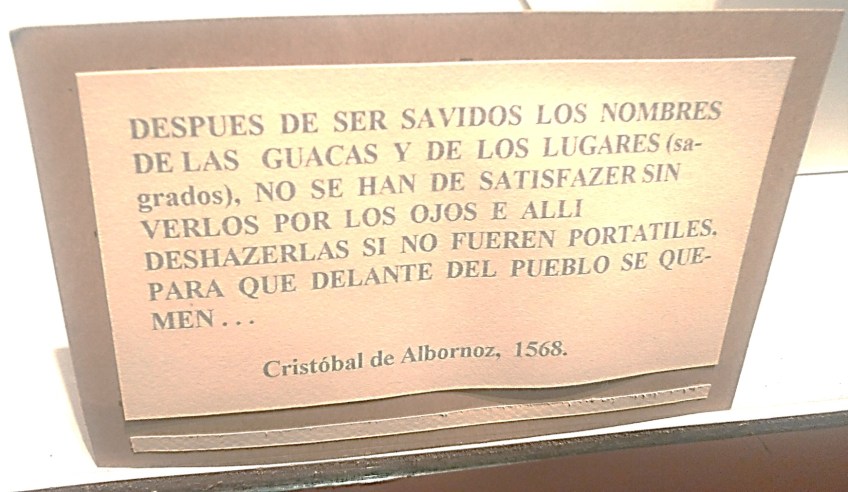 DESPUES DE SER SAVIDOS LOS NOMBRES
DE LAS GUACAS Y DE LOS LUGARES (sa-
grados), NO SE HAN DE SATISFAZER SIN
VERLOS POR LOS OJOS E ALLI
DESHAZERLAS SI NO FUEREN PORTATILES.
PARA QUE DELANTE DEL PUEBLO SE QUE-
MEN . . .
Cristóbal de Albornoz, 1568.